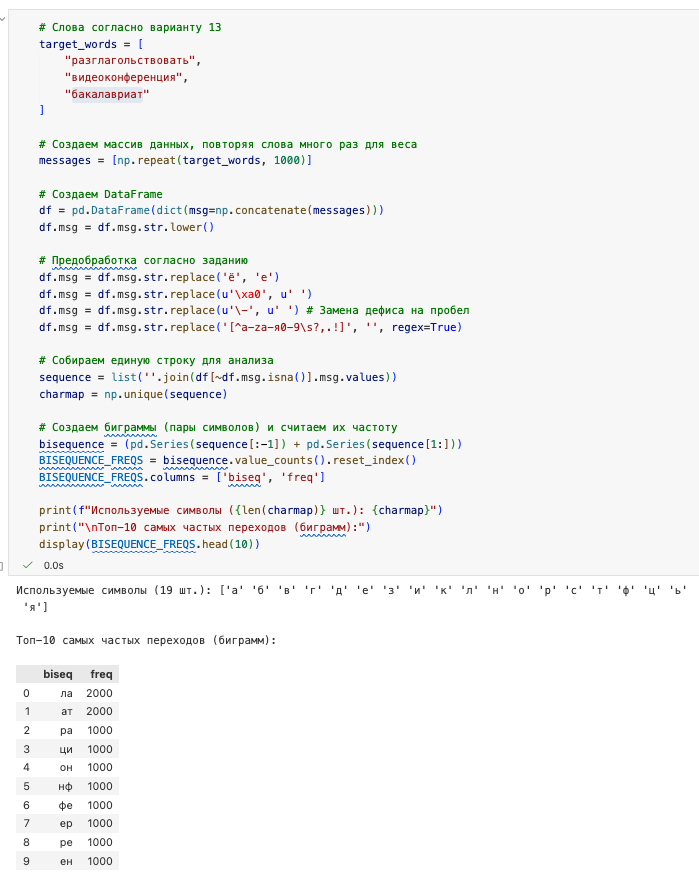 # Слова согласно варианту 13
target_words = [
    "разглагольствовать",
    "видеоконференция",
    "бакалавриат"
]

# Создаем массив данных, повторяя слова много раз для веса
messages = [np.repeat(target_words, 1000)]

# Создаем DataFrame
df = pd.DataFrame(dict(msg=np.concatenate(messages)))
df.msg = df.msg.str.lower()

# Предобработка согласно заданию
df.msg = df.msg.str.replace('ё', 'е')
df.msg = df.msg.str.replace(u'\xa0', u' ')
df.msg = df.msg.str.replace(u'\-', u' ') # Замена дефиса на пробел
df.msg = df.msg.str.replace('[^a-zа-я0-9\s?,.!]', '', regex=True)

# Собираем единую строку для анализа
sequence = list(''.join(df[~df.msg.isna()].msg.values))
charmap = np.unique(sequence)

# Создаем биграммы (пары символов) и считаем их частоту
bisequence = (pd.Series(sequence[:-1]) + pd.Series(sequence[1:]))
BISEQUENCE_FREQS = bisequence.value_counts().reset_index()
BISEQUENCE_FREQS.columns = ['biseq', 'freq']

print(f"Используемые символы ({len(charmap)} шт.): {charmap}")
print("\nТоп-10 самых частых переходов (биграмм):")
display(BISEQUENCE_FREQS.head(10))
0.0s
Используемые символы (19 шт.): ['а' 'б' 'в' 'г' 'д' 'е' 'з' 'и' 'к' 'л' 'н' 'о' 'р' 'с' 'т' 'ф' 'ц' 'ь'
 'я']

Топ-10 самых частых переходов (биграмм):

biseq freq
0 ла 2000
1 ат 2000
2 ра 1000
3 ци 1000
4 он 1000
5 нф 1000
6 фе 1000
7 ер 1000
8 ре 1000
9 ен 1000